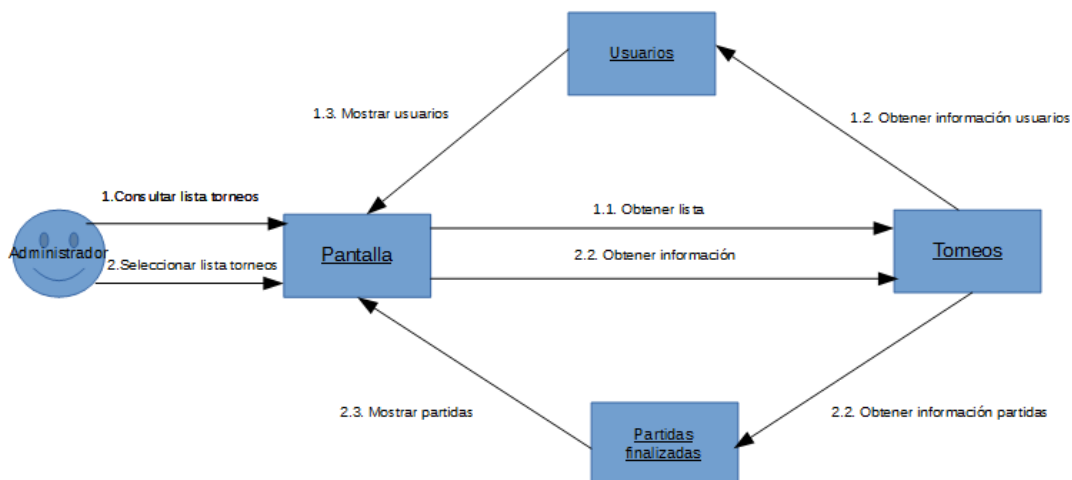 Usuarios
1.3. Mostrar usuarios
1.2. Obtener información usuarios
1.Consultar lista torneos
1.1. Obtener lista
Administrador
Pantalla
2.2. Obtener información
Torneos
2.Seleccionar lista torneos
2.3. Mostrar partidas
2.2. Obtener información partidas
Partidas
finalizadas